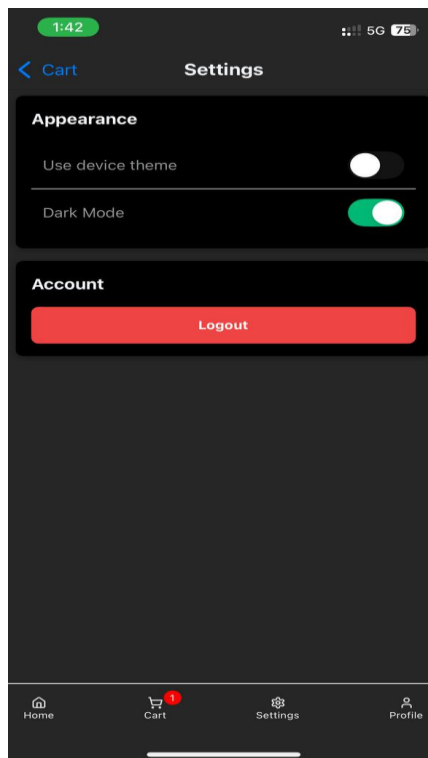 1:42
5G 75
Cart Settings
Appearance
Use device theme
Dark Mode
Account
Logout
1
Home Cart Settings Profile